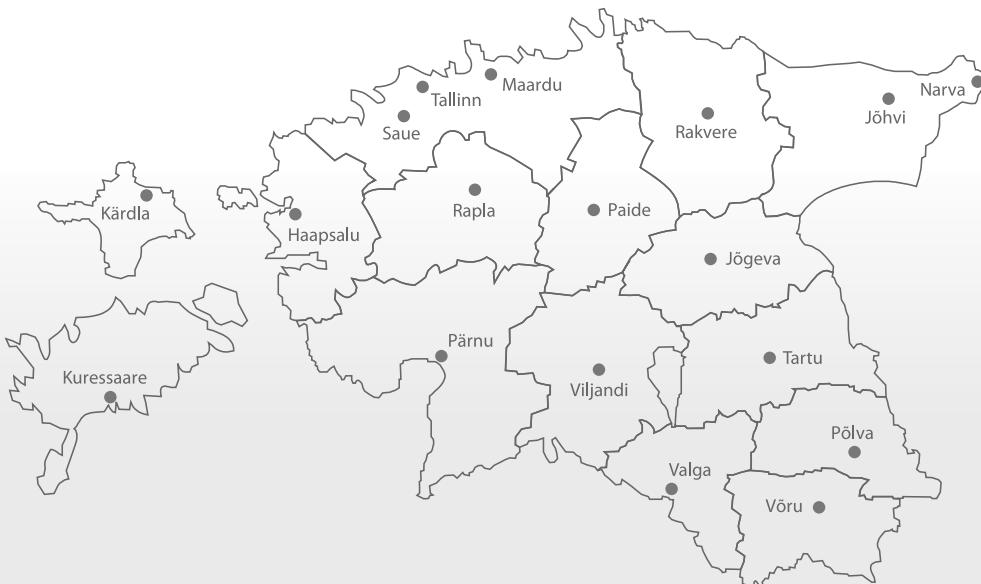 Maardu
Tallinn
Narva
Jõhvi
Saue
Rakvere
Kärdla
Rapla
Paide
Haapsalu
Jõgeva
Pärnu
Tartu
Kuressaare
Viljandi
Põlva
Valga
Võru